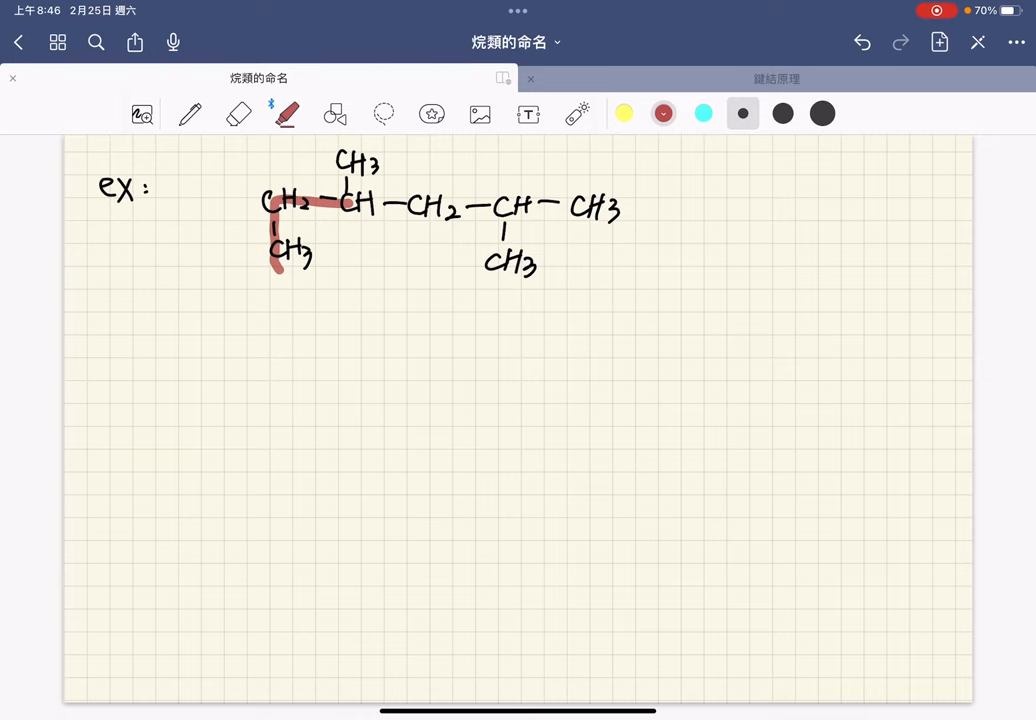 上午8:46 2月25日 週六
70%
烷類的命名
烷類的命名
鍵結原理
T
CH3
ex: CH2 — CH — CH2 — CH — CH3
CH3
CH3